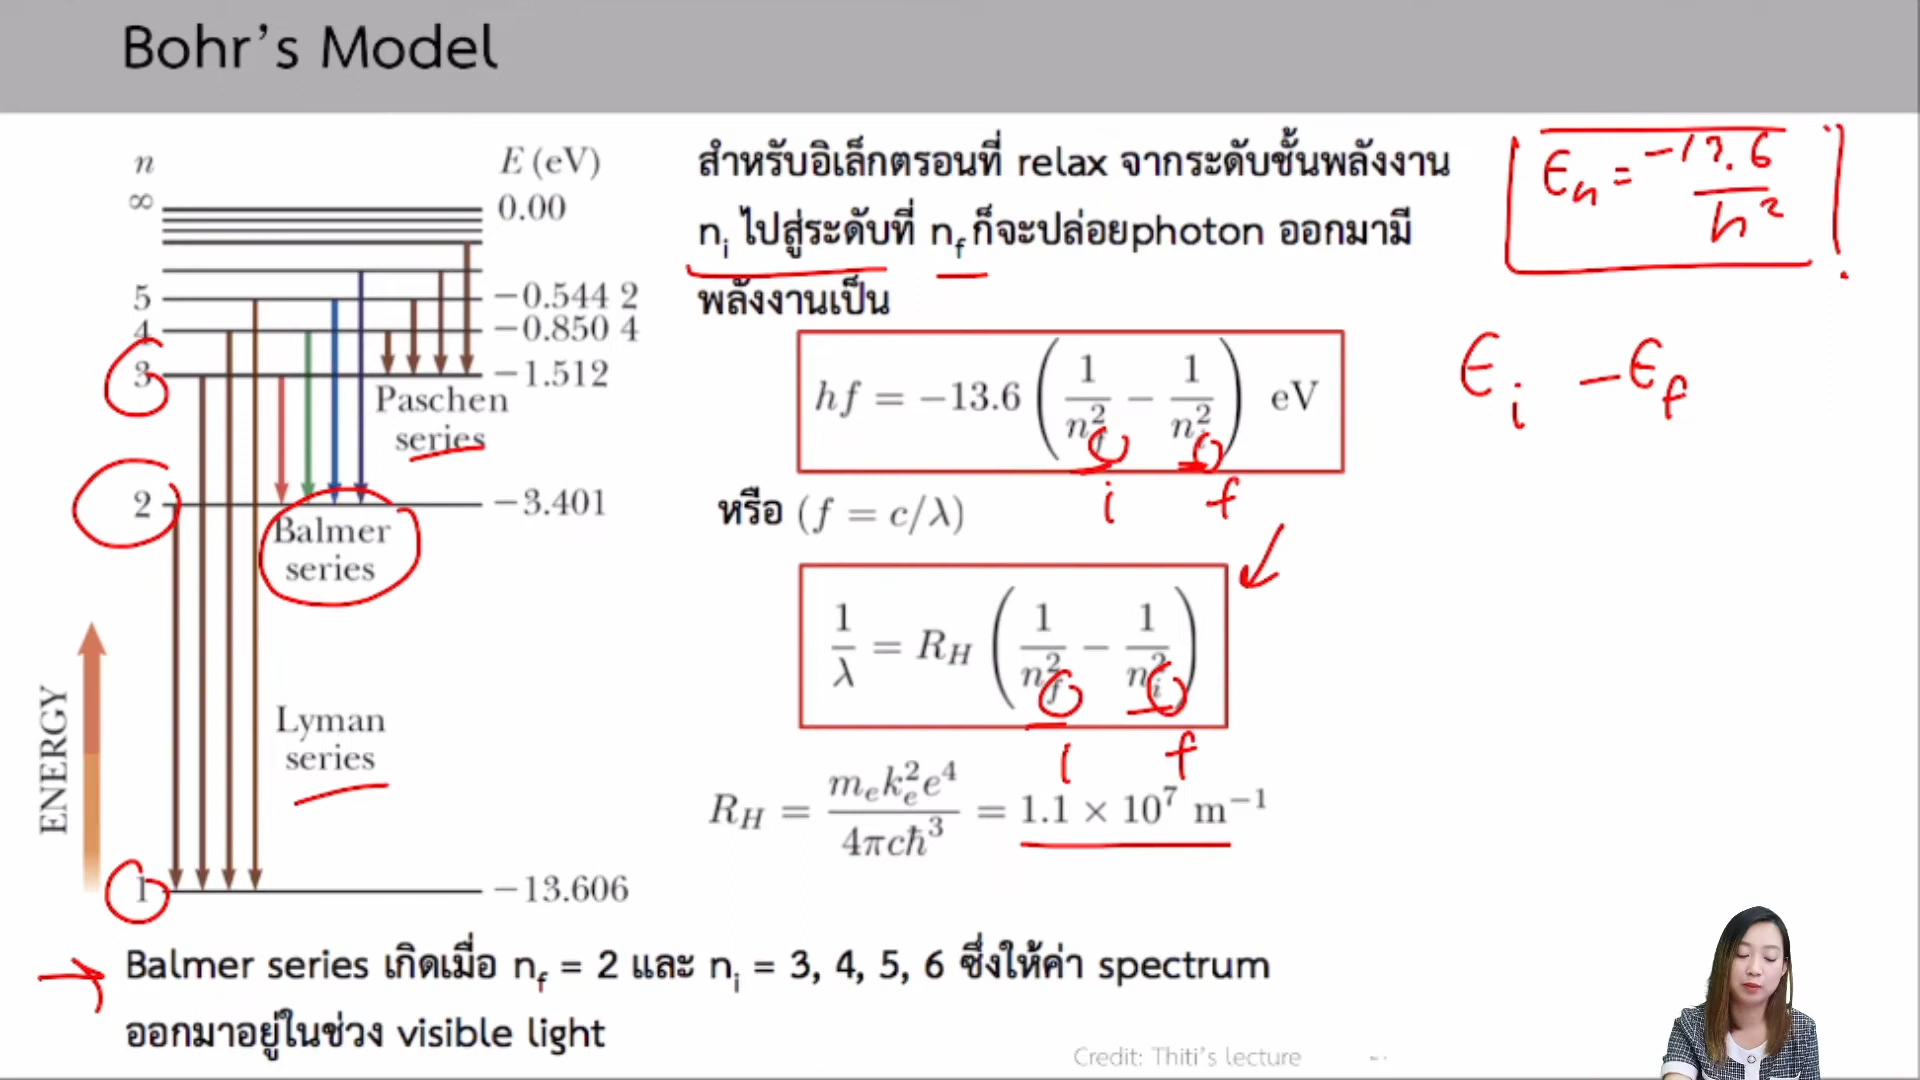 Bohr's Model
n
E (eV)
∞
0.00
5
−0.544 2
4
−0.850 4
3
−1.512
Paschen
series
2
−3.401
Balmer
series
ENERGY
Lyman
series
1
−13.606
สำหรับอิเล็กตรอนที่ relax จากระดับชั้นพลังงาน
n_i ไปสู่ระดับที่ n_f ก็จะปล่อยphoton ออกมามี
พลังงานเป็น
hf = −13.6 (1/n_f² − 1/n_i²) eV
i f
หรือ (f = c/λ)
1/λ = R_H (1/n_f² − 1/n_i²)
i f
R_H = m_e k_e² e⁴ / 4πcħ³ = 1.1 × 10⁷ m⁻¹
E_n = −13.6 / n²
E_i − E_f
Balmer series เกิดเมื่อ n_f = 2 และ n_i = 3, 4, 5, 6 ซึ่งให้ค่า spectrum
ออกมาอยู่ในช่วง visible light
Credit: Thiti's lecture